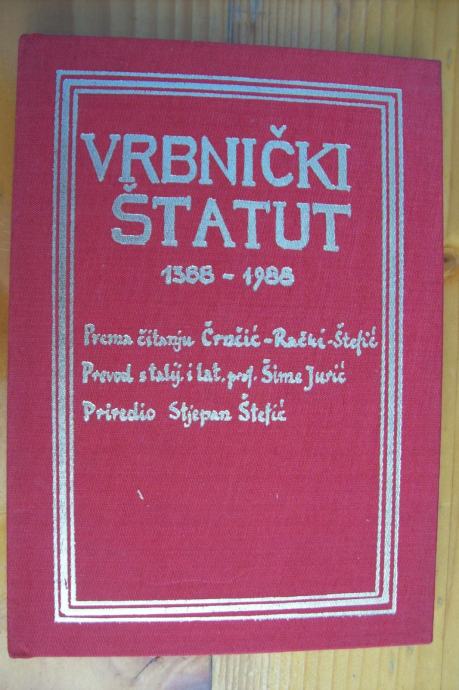 VRBNIČKI
ŠTATUT
1388 - 1988
Prema čitanju Črnčić-Rački-Štefić
Prevod s talij. i lat. prof. Šime Jurić
Priredio Stjepan Štefić